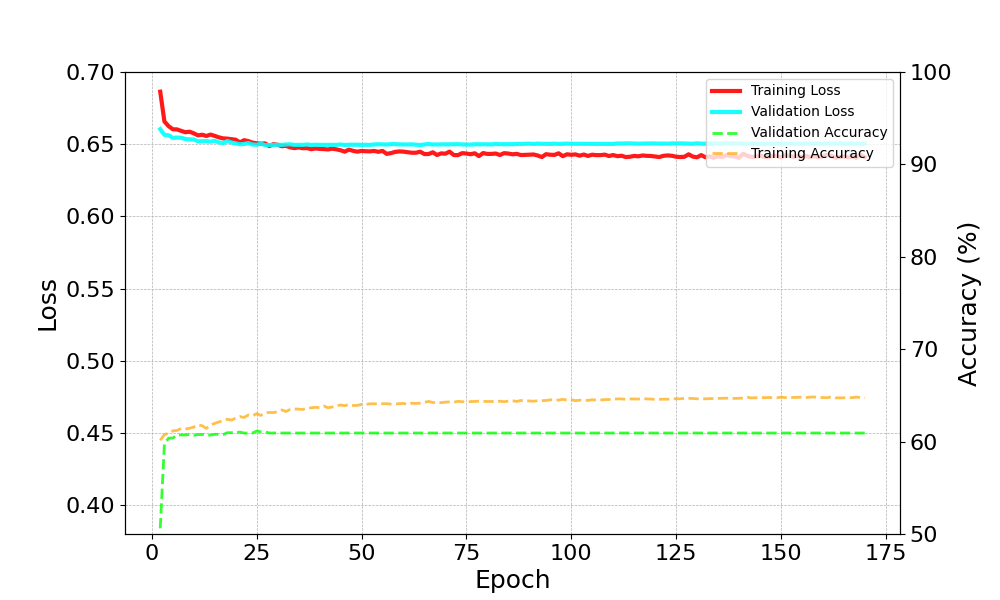 0.70
0.65
0.60
0.55
0.50
0.45
0.40
Loss
100
90
80
70
60
50
Accuracy (%)
Training Loss
Validation Loss
Validation Accuracy
Training Accuracy
0 25 50 75 100 125 150 175
Epoch